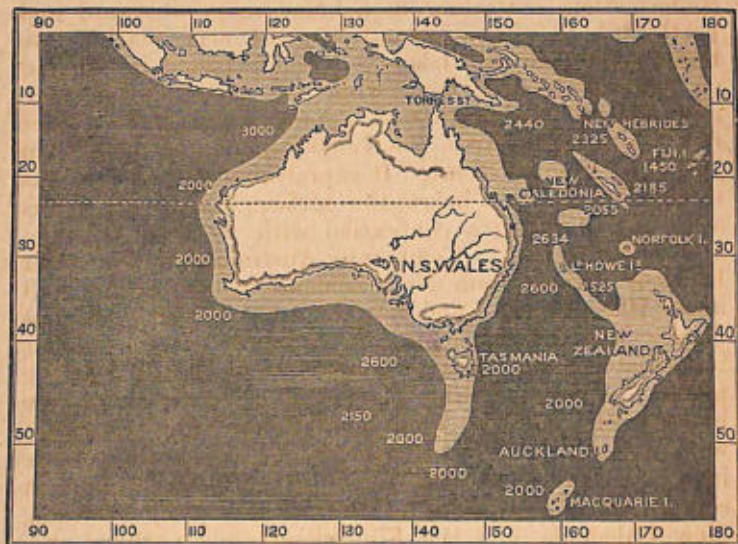 90 100 110 120 130 140 150 160 170 180
10 10
TORRES ST
2440
NEW HEBRIDES
2325
3000
FIJI I.
1450
20 20
2000
NEW
CALEDONIA
2185
2055
2634
NORFOLK I.
30 30
2000
N.S.WALES
Ld HOWE Is
2600 1525
2000
40 40
NEW
ZEALAND
2600
TASMANIA
2000
2000
2150
2000
50 50
AUCKLAND
2000
2000
MACQUARIE I.
90 100 110 120 130 140 150 160 170 180